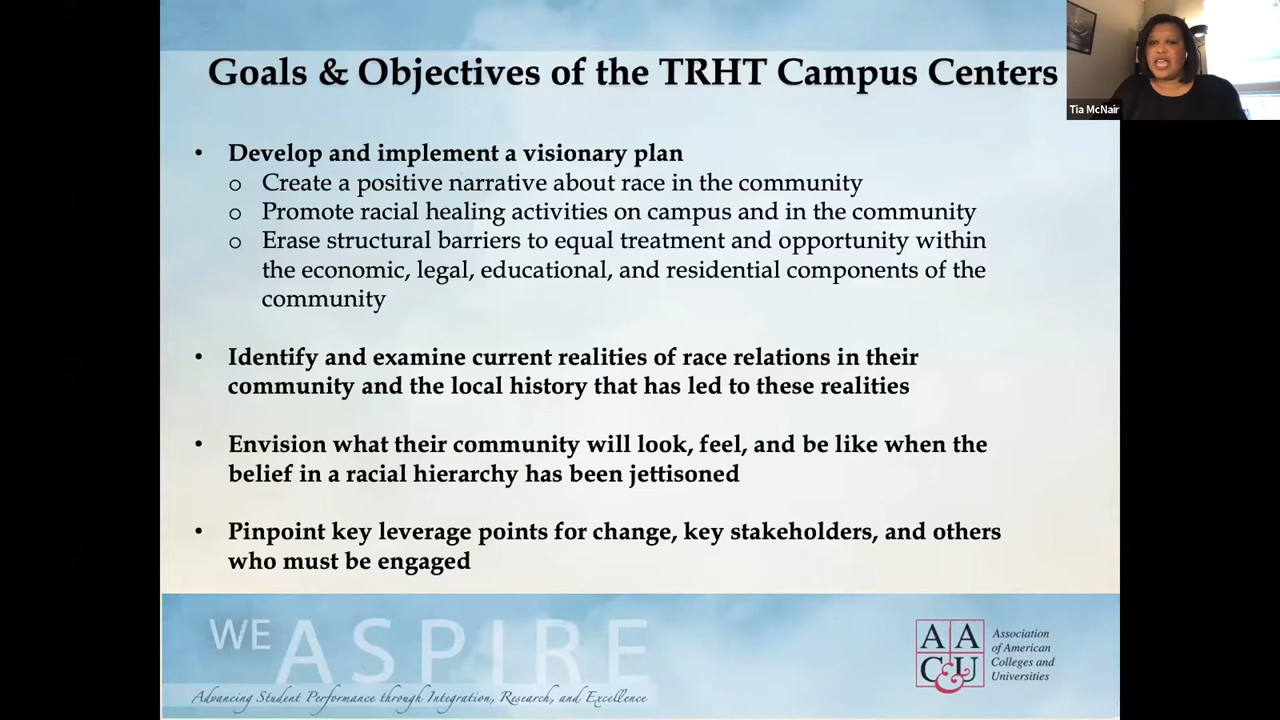 Goals & Objectives of the TRHT Campus Centers
Tia McNair
• Develop and implement a visionary plan
o Create a positive narrative about race in the community
o Promote racial healing activities on campus and in the community
o Erase structural barriers to equal treatment and opportunity within
the economic, legal, educational, and residential components of the
community
• Identify and examine current realities of race relations in their
community and the local history that has led to these realities
• Envision what their community will look, feel, and be like when the
belief in a racial hierarchy has been jettisoned
• Pinpoint key leverage points for change, key stakeholders, and others
who must be engaged
WE ASPIRE
Advancing Student Performance through Integration, Research, and Excellence
AA
C&U
Association
of American
Colleges and
Universities